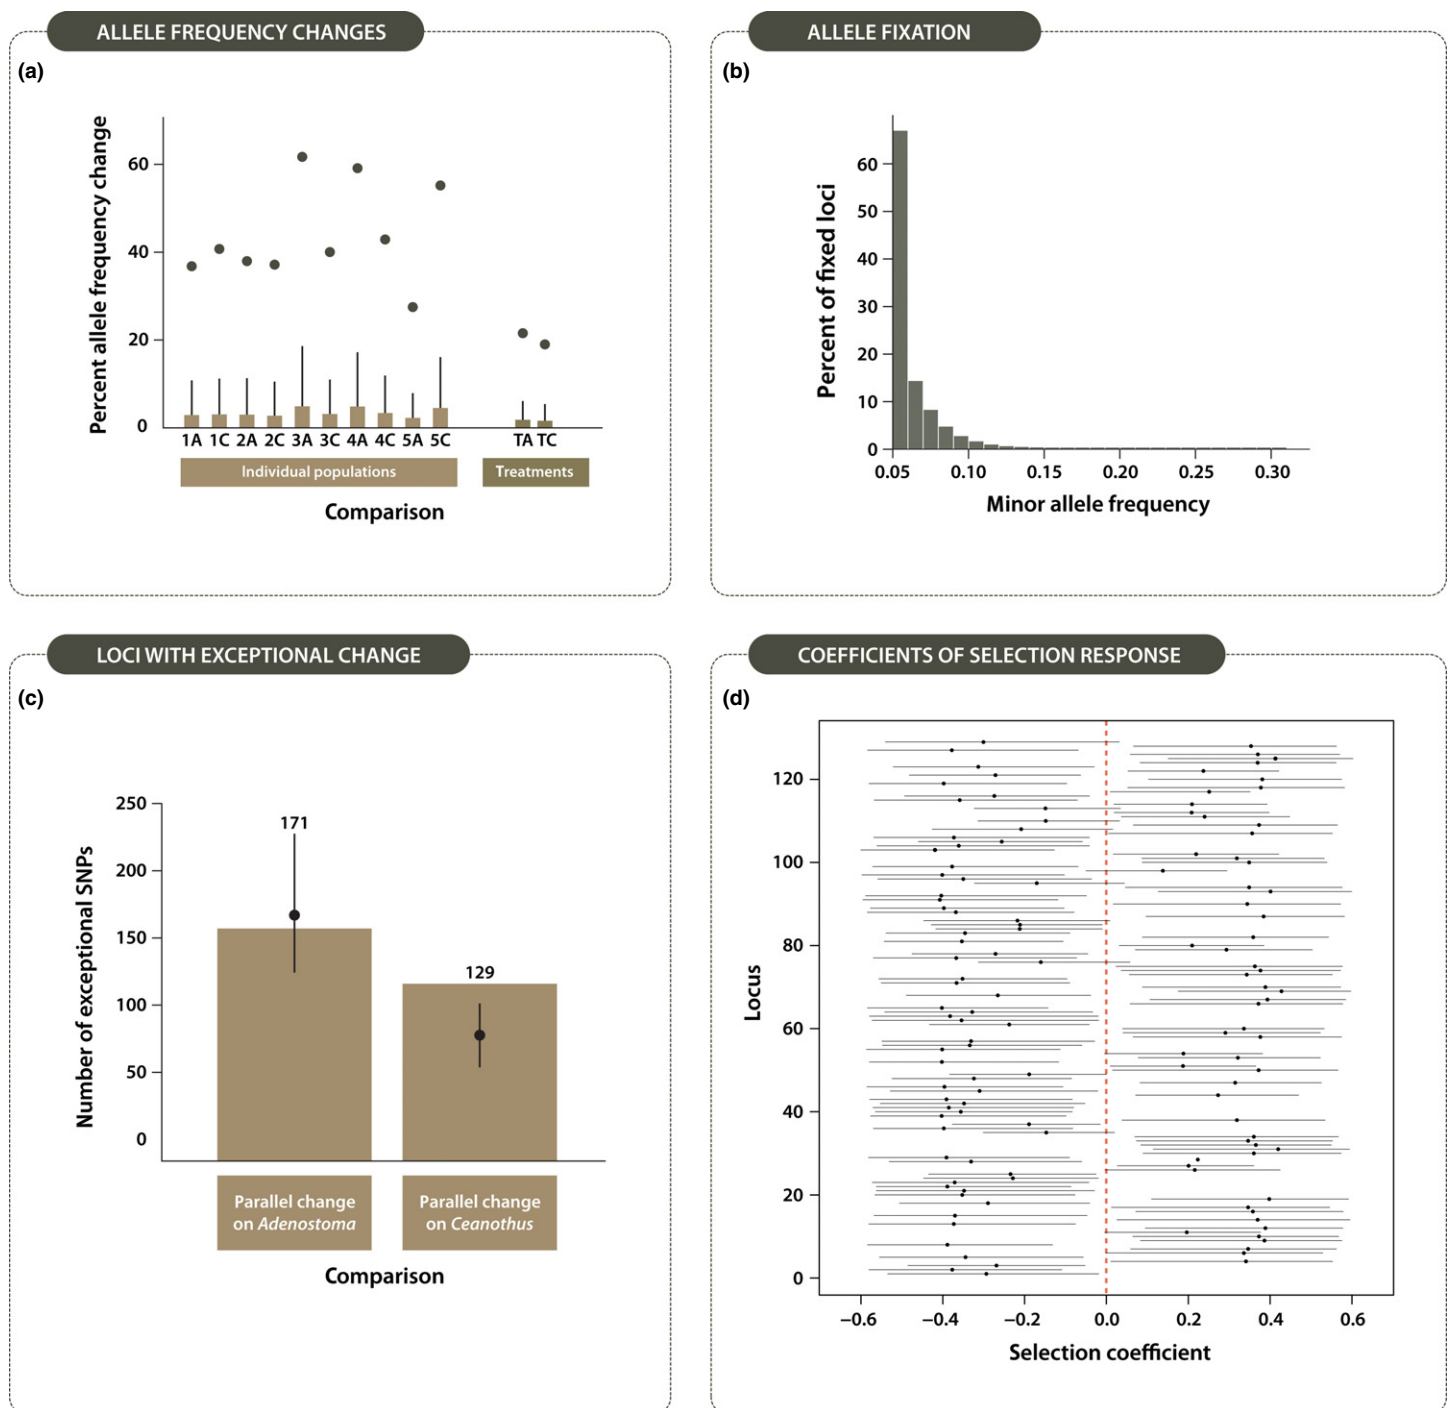 ALLELE FREQUENCY CHANGES
(a)
Percent allele frequency change
60
40
20
0
1A 1C 2A 2C 3A 3C 4A 4C 5A 5C TA TC
Individual populations
Treatments
Comparison
ALLELE FIXATION
(b)
Percent of fixed loci
60
50
40
30
20
10
0
0.05 0.10 0.15 0.20 0.25 0.30
Minor allele frequency
LOCI WITH EXCEPTIONAL CHANGE
(c)
Number of exceptional SNPs
250
200
150
100
50
0
171
129
Parallel change
on Adenostoma
Parallel change
on Ceanothus
Comparison
COEFFICIENTS OF SELECTION RESPONSE
(d)
Locus
120
100
80
60
40
20
0
−0.6 −0.4 −0.2 0.0 0.2 0.4 0.6
Selection coefficient